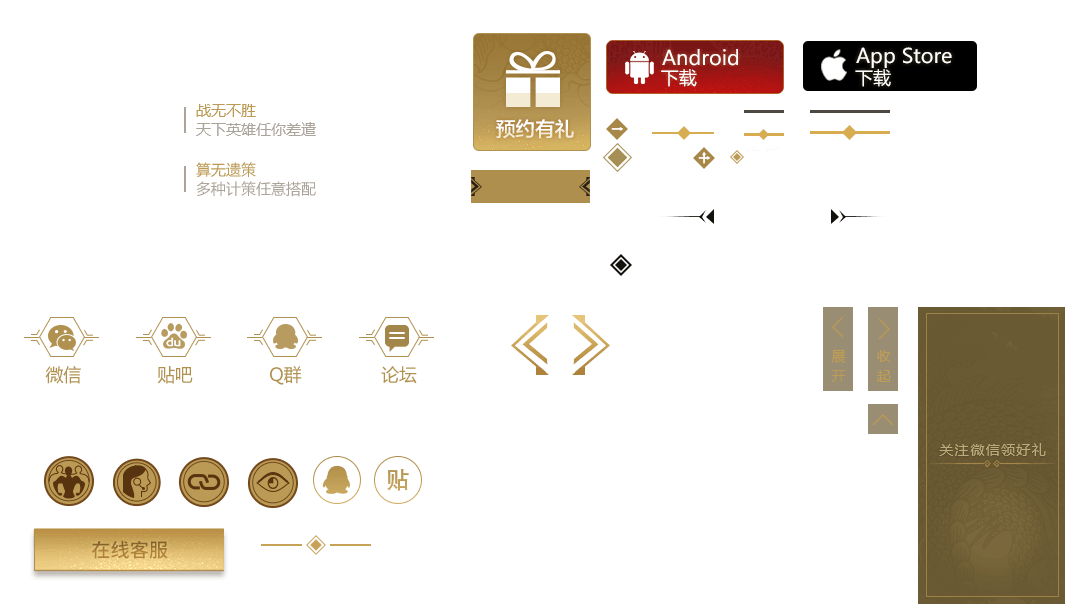 战无不胜
天下英雄任你差遣
算无遗策
多种计策任意搭配
预约有礼
Android
下载
App Store
下载
微信
du
贴吧
Q群
论坛
展开
收起
关注微信领好礼
贴
在线客服